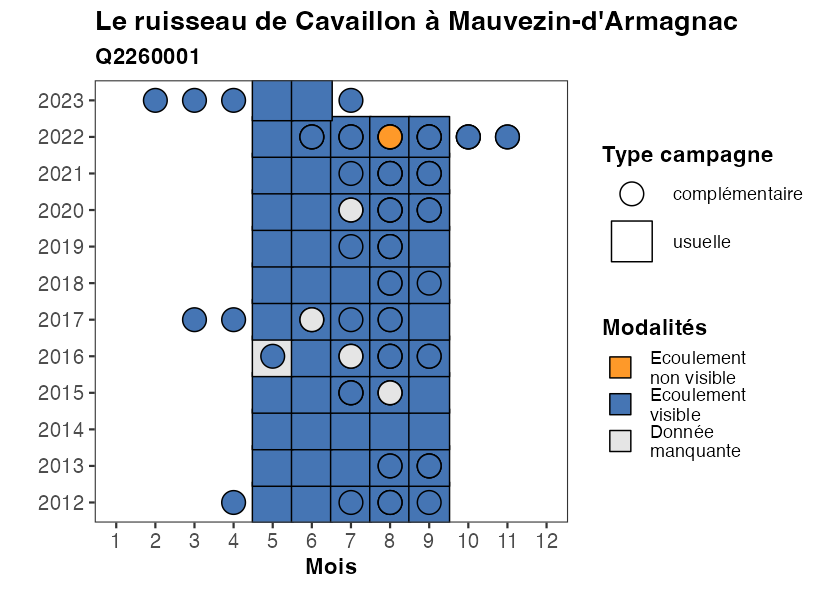 Le ruisseau de Cavaillon à Mauvezin-d'Armagnac
Q2260001
2023
2022
2021
2020
2019
2018
2017
2016
2015
2014
2013
2012
1 2 3 4 5 6 7 8 9 10 11 12
Mois
Type campagne
complémentaire
usuelle
Modalités
Ecoulement
non visible
Ecoulement
visible
Donnée
manquante